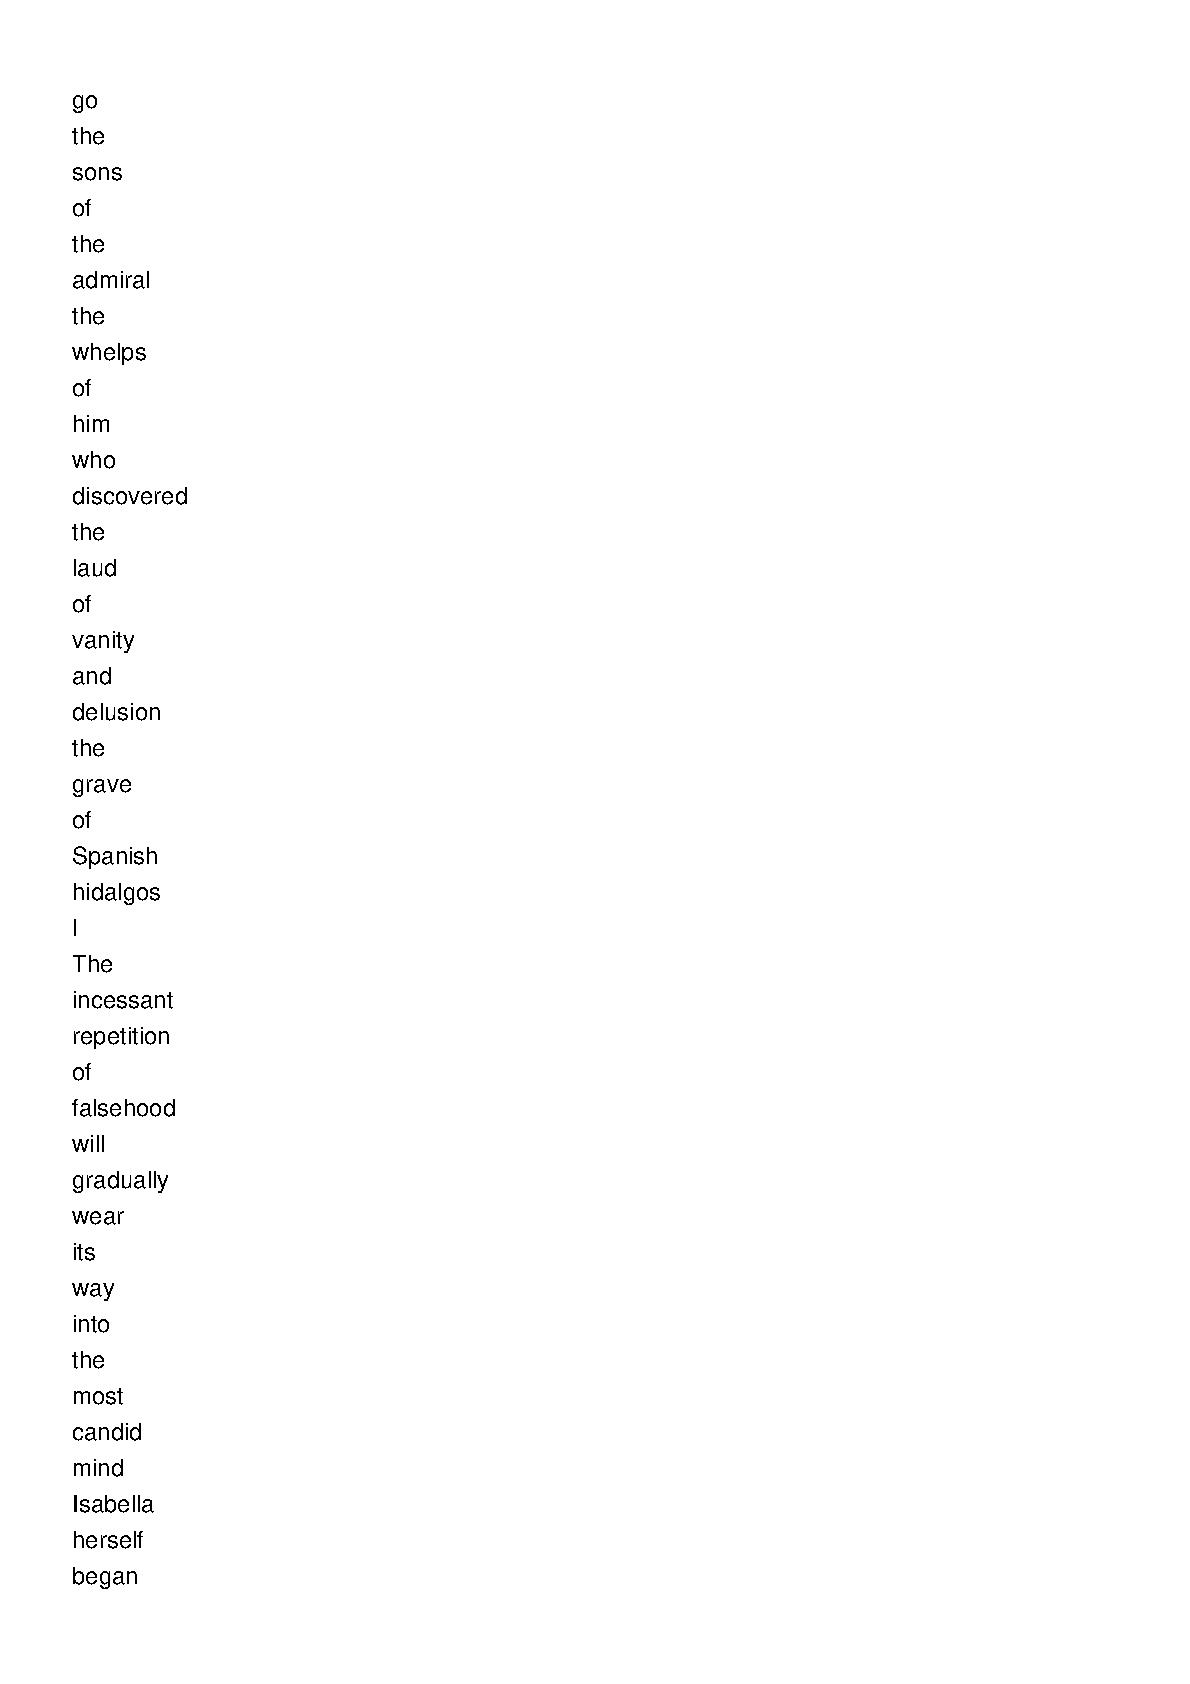 go
the
sons
of
the
admiral
the
whelps
of
him
who
discovered
the
laud
of
vanity
and
delusion
the
grave
of
Spanish
hidalgos
I
The
incessant
repetition
of
falsehood
will
gradually
wear
its
way
into
the
most
candid
mind
Isabella
herself
began